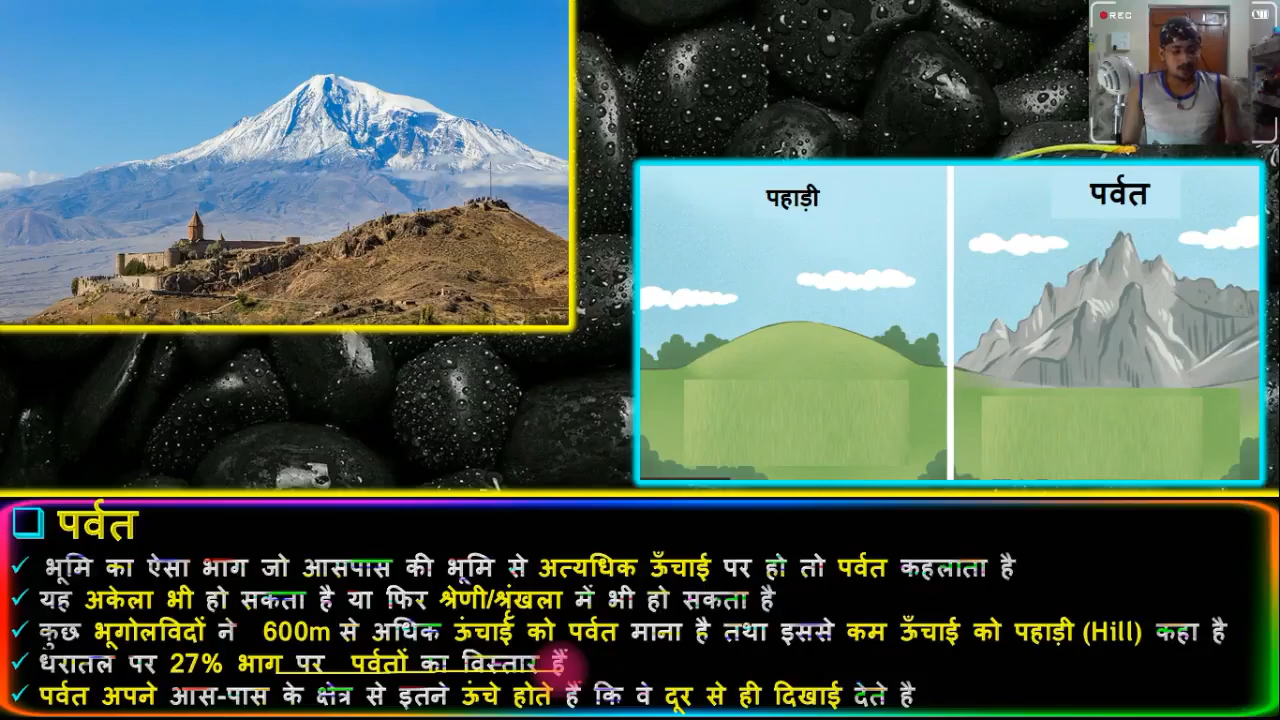 REC
पहाड़ी
पर्वत
पर्वत
भूमि का ऐसा भाग जो आसपास की भूमि से अत्यधिक ऊँचाई पर हो तो पर्वत कहलाता है
यह अकेला भी हो सकता है या फिर श्रेणी/श्रृंखला में भी हो सकता है
कुछ भूगोलविदों ने 600m से अधिक ऊंचाई को पर्वत माना है तथा इससे कम ऊँचाई को पहाड़ी (Hill) कहा है
धरातल पर 27% भाग पर पर्वतों का विस्तार है
पर्वत अपने आस-पास के क्षेत्र से इतने ऊंचे होते हैं कि वे दूर से ही दिखाई देते है